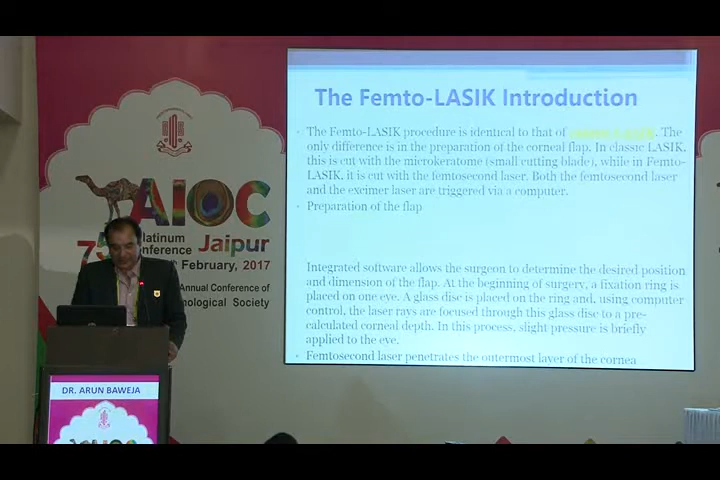 The Femto-LASIK Introduction
The Femto-LASIK procedure is identical to that of . The
only difference is in the preparation of the corneal flap. In classic LASIK,
this is cut with the microkeratome (small cutting blade), while in Femto-
LASIK, it is cut with the femtosecond laser. Both the femtosecond laser
and the excimer laser are triggered via a computer.
Preparation of the flap
Integrated software allows the surgeon to determine the desired position
and dimension of the flap. At the beginning of surgery, a fixation ring is
placed on one eye. A glass disc is placed on the ring and, using computer
control, the laser rays are focused through this glass disc to a pre-
calculated corneal depth. In this process, slight pressure is briefly
applied to the eye.
Femtosecond laser penetrates the outermost layer of the cornea
AIOC
Platinum
Conference
Jaipur
February, 2017
Annual Conference of
Society
DR. ARUN BAWEJA